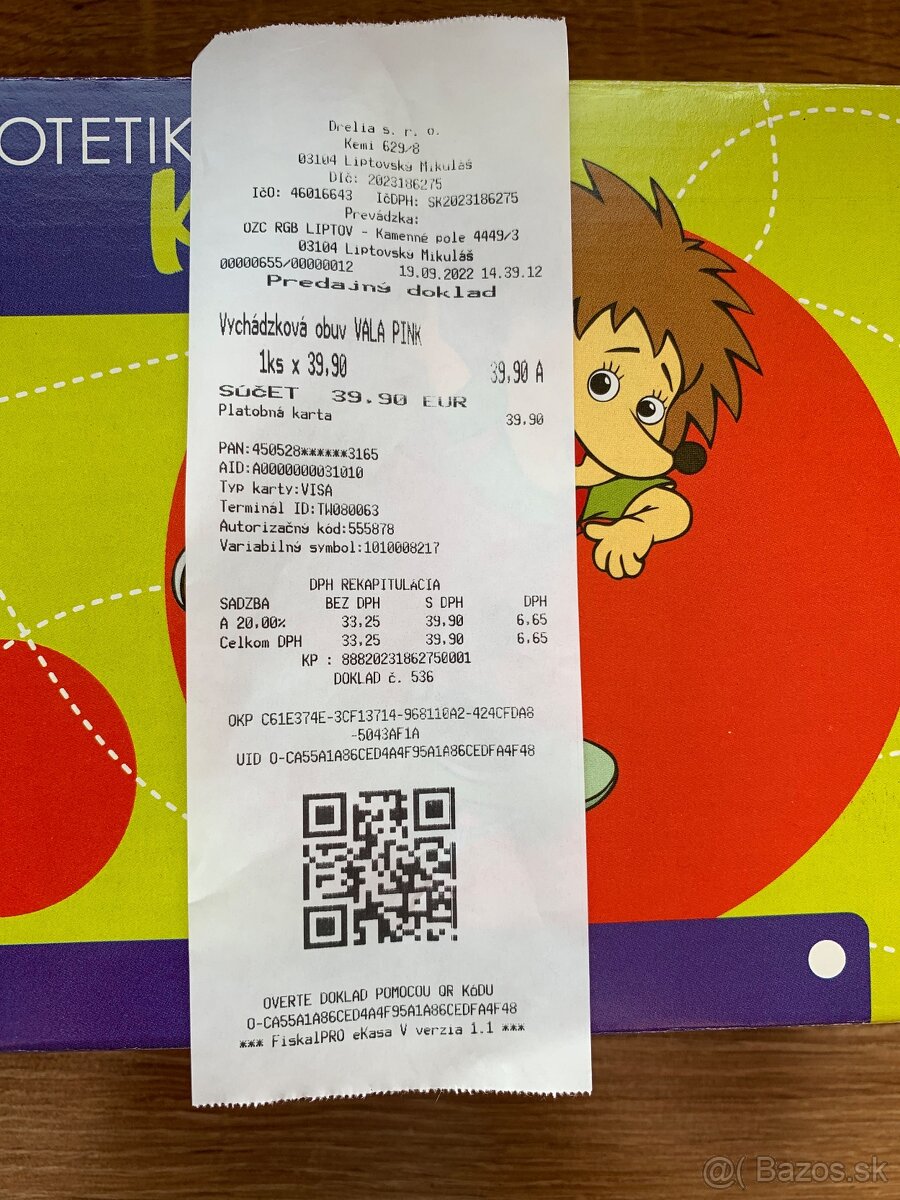 OTETIK
K
Drelia s. r. o.
Kemi 629/8
03104 Liptovský Mikuláš
DIč: 2023186275
IčO: 46016643 IčDPH: SK2023186275
Prevádzka:
OZC RGB LIPTOV - Kamenné pole 4449/3
03104 Liptovský Mikuláš
00000655/00000012 19.09.2022 14.39.12
Predajný doklad
Vychádzková obuv VALA PINK
1ks x 39,90 39,90 A
SúčET 39.90 EUR
Platobná karta 39.90
PAN:450528******3165
AID:A0000000031010
Typ karty:VISA
Terminál ID:TW080063
Autorizačný kód:555878
Variabilný symbol:1010008217
DPH REKAPITULáCIA
SADZBA BEZ DPH S DPH DPH
A 20,00% 33,25 39,90 6,65
Celkom DPH 33,25 39,90 6,65
KP : 88820231862750001
DOKLAD č. 536
OKP C61E374E-3CF13714-968110A2-424CFDA8
-5043AF1A
UID O-CA55A1A86CED4A4F95A1A86CEDFA4F48
OVERTE DOKLAD POMOCOU QR KóDU
O-CA55A1A86CED4A4F95A1A86CEDFA4F48
*** FiskalPRO eKasa V verzia 1.1 ***
@( Bazos.sk